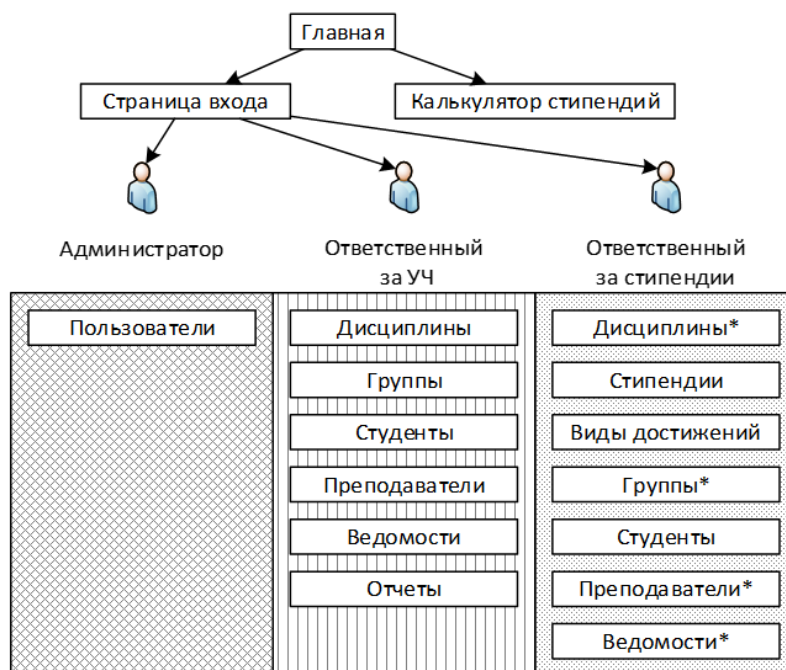 Главная
Страница входа
Калькулятор стипендий
Администратор
Ответственный
за УЧ
Ответственный
за стипендии
Пользователи
Дисциплины
Группы
Студенты
Преподаватели
Ведомости
Отчеты
Дисциплины*
Стипендии
Виды достижений
Группы*
Студенты
Преподаватели*
Ведомости*